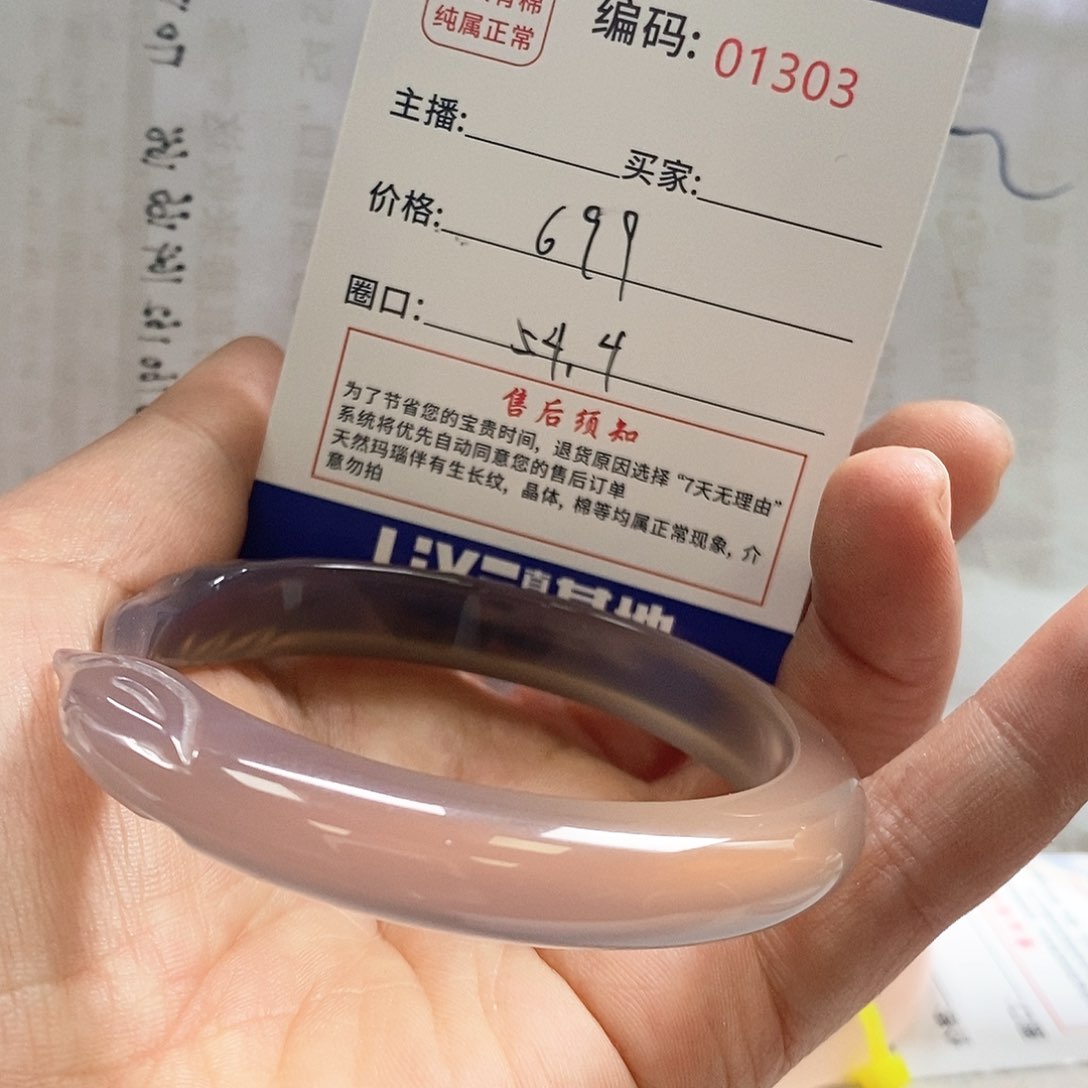 纯属正常
编码: 01303
主播:
买家:
价格: 699
圈口: 54.4
售后须知
为了节省您的宝贵时间，退货原因选择“7天无理由”
系统将优先自动同意您的售后订单
天然玛瑙伴有生长纹，晶体，棉等均属正常现象，介
意勿拍